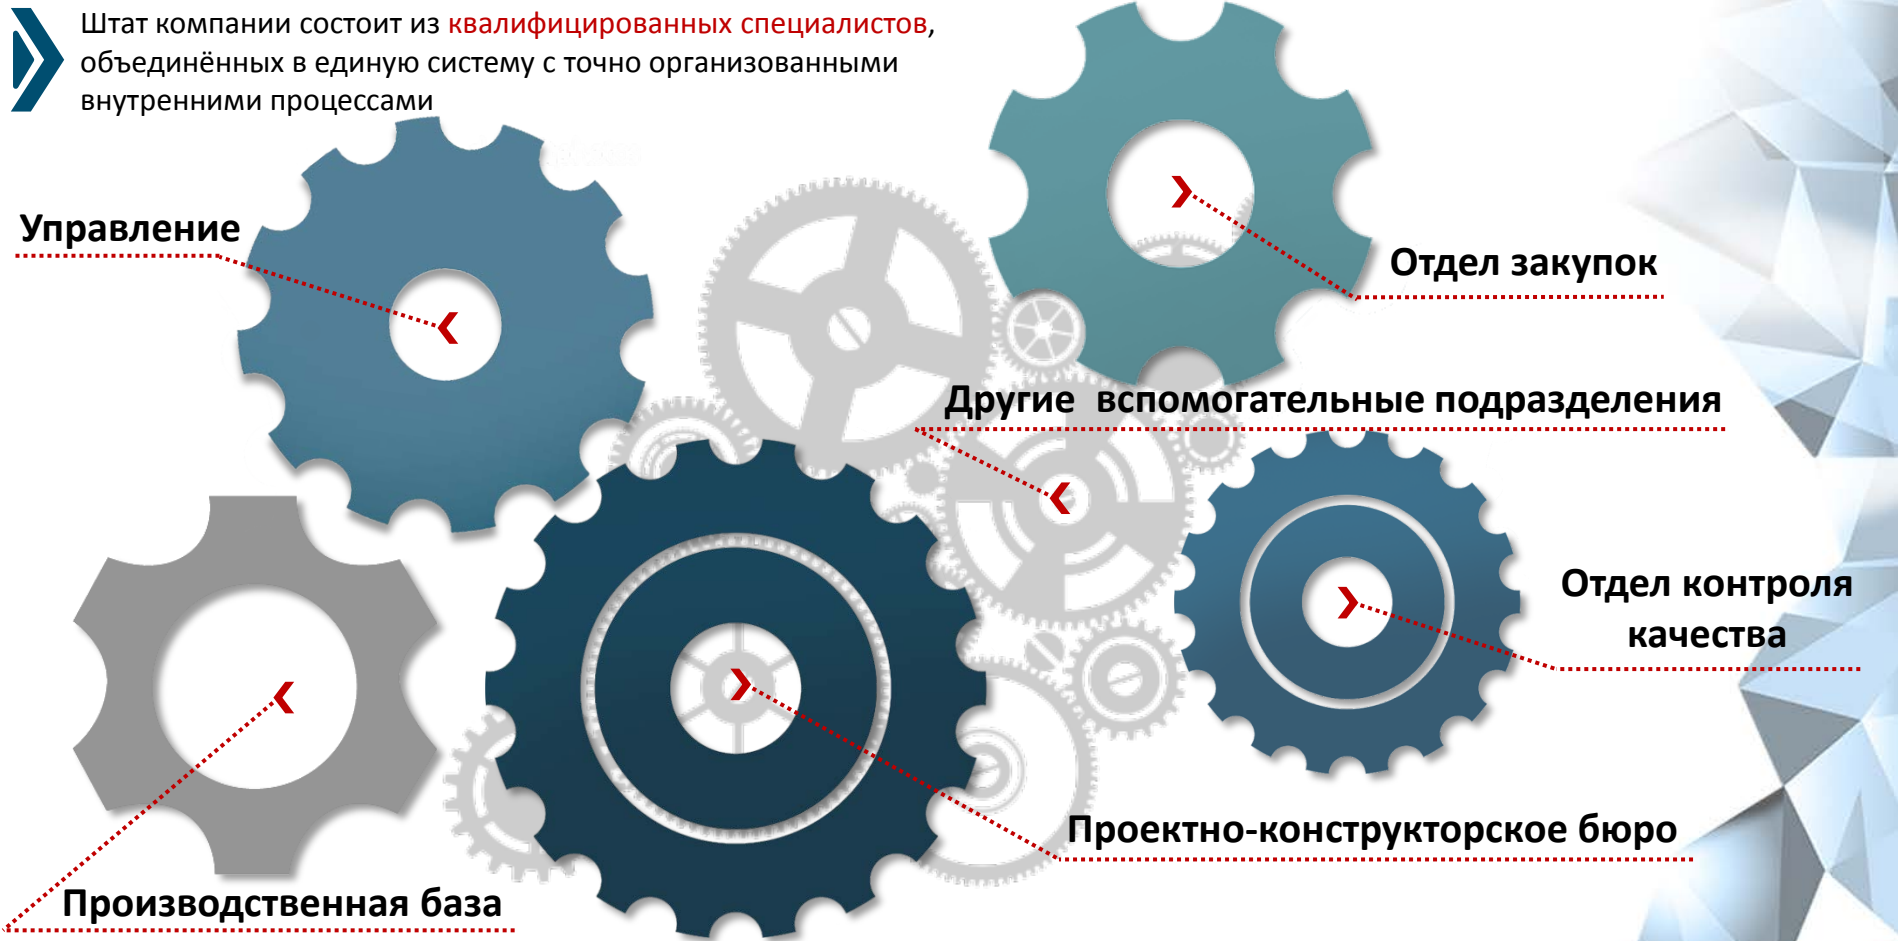 Штат компании состоит из квалифицированных специалистов,
объединённых в единую систему с точно организованными
внутренними процессами
Управление
Отдел закупок
Другие  вспомогательные подразделения
Отдел контроля
качества
Проектно-конструкторское бюро
Производственная база